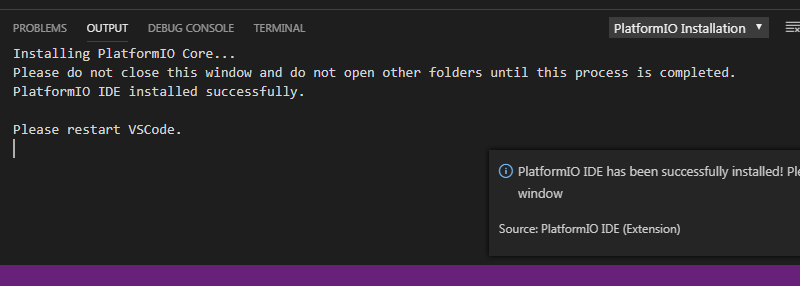 PROBLEMS OUTPUT DEBUG CONSOLE TERMINAL PlatformIO Installation
Installing PlatformIO Core...
Please do not close this window and do not open other folders until this process is completed.
PlatformIO IDE installed successfully.
Please restart VSCode.
PlatformIO IDE has been successfully installed!
window
Source: PlatformIO IDE (Extension)